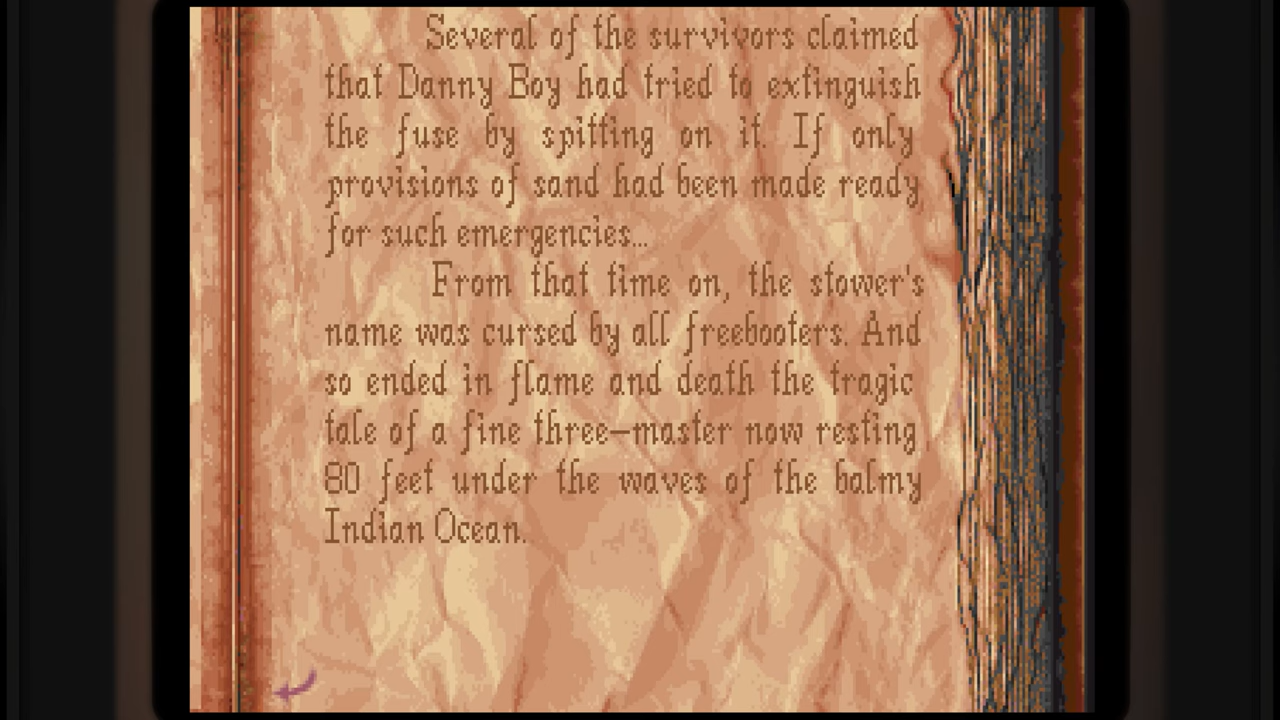 Several of the survivors claimed
that Danny Boy had tried to extinguish
the fuse by spitting on it. If only
provisions of sand had been made ready
for such emergencies...
From that time on, the stower's
name was cursed by all freebooters. And
so ended in flame and death the tragic
tale of a fine three-master now resting
80 feet under the waves of the balmy
Indian Ocean.